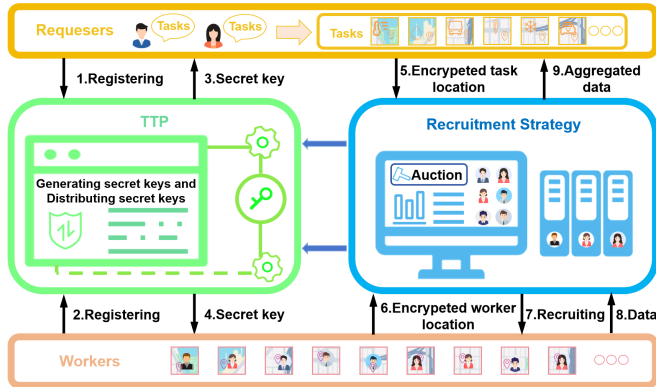 Requesers
Tasks
Tasks
Tasks
1.Registering
3.Secret key
5.Encrypeted task
location
9.Aggregated
data
TTP
Generating secret keys and
Distributing secret keys
Recruitment Strategy
Auction
2.Registering
4.Secret key
6.Encrypeted worker
location
7.Recruiting
8.Data
Workers